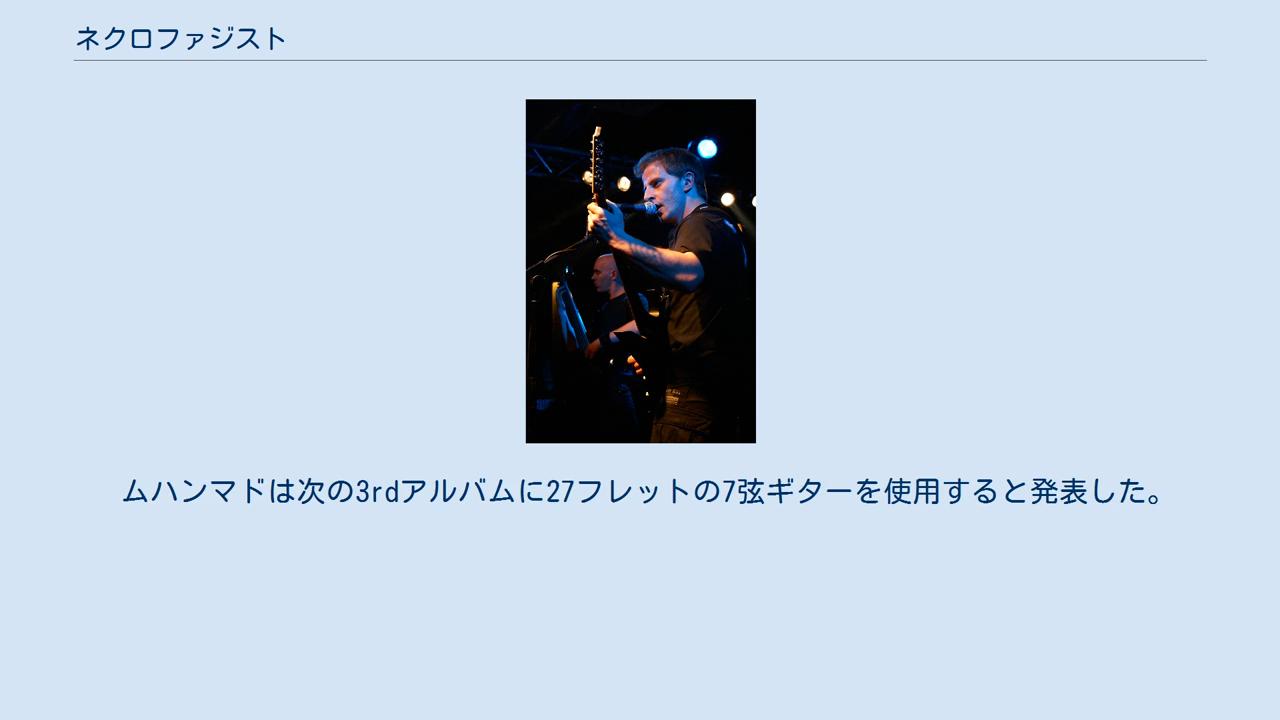 ネクロファジスト
ムハンマドは次の3rdアルバムに27フレットの7弦ギターを使用すると発表した。